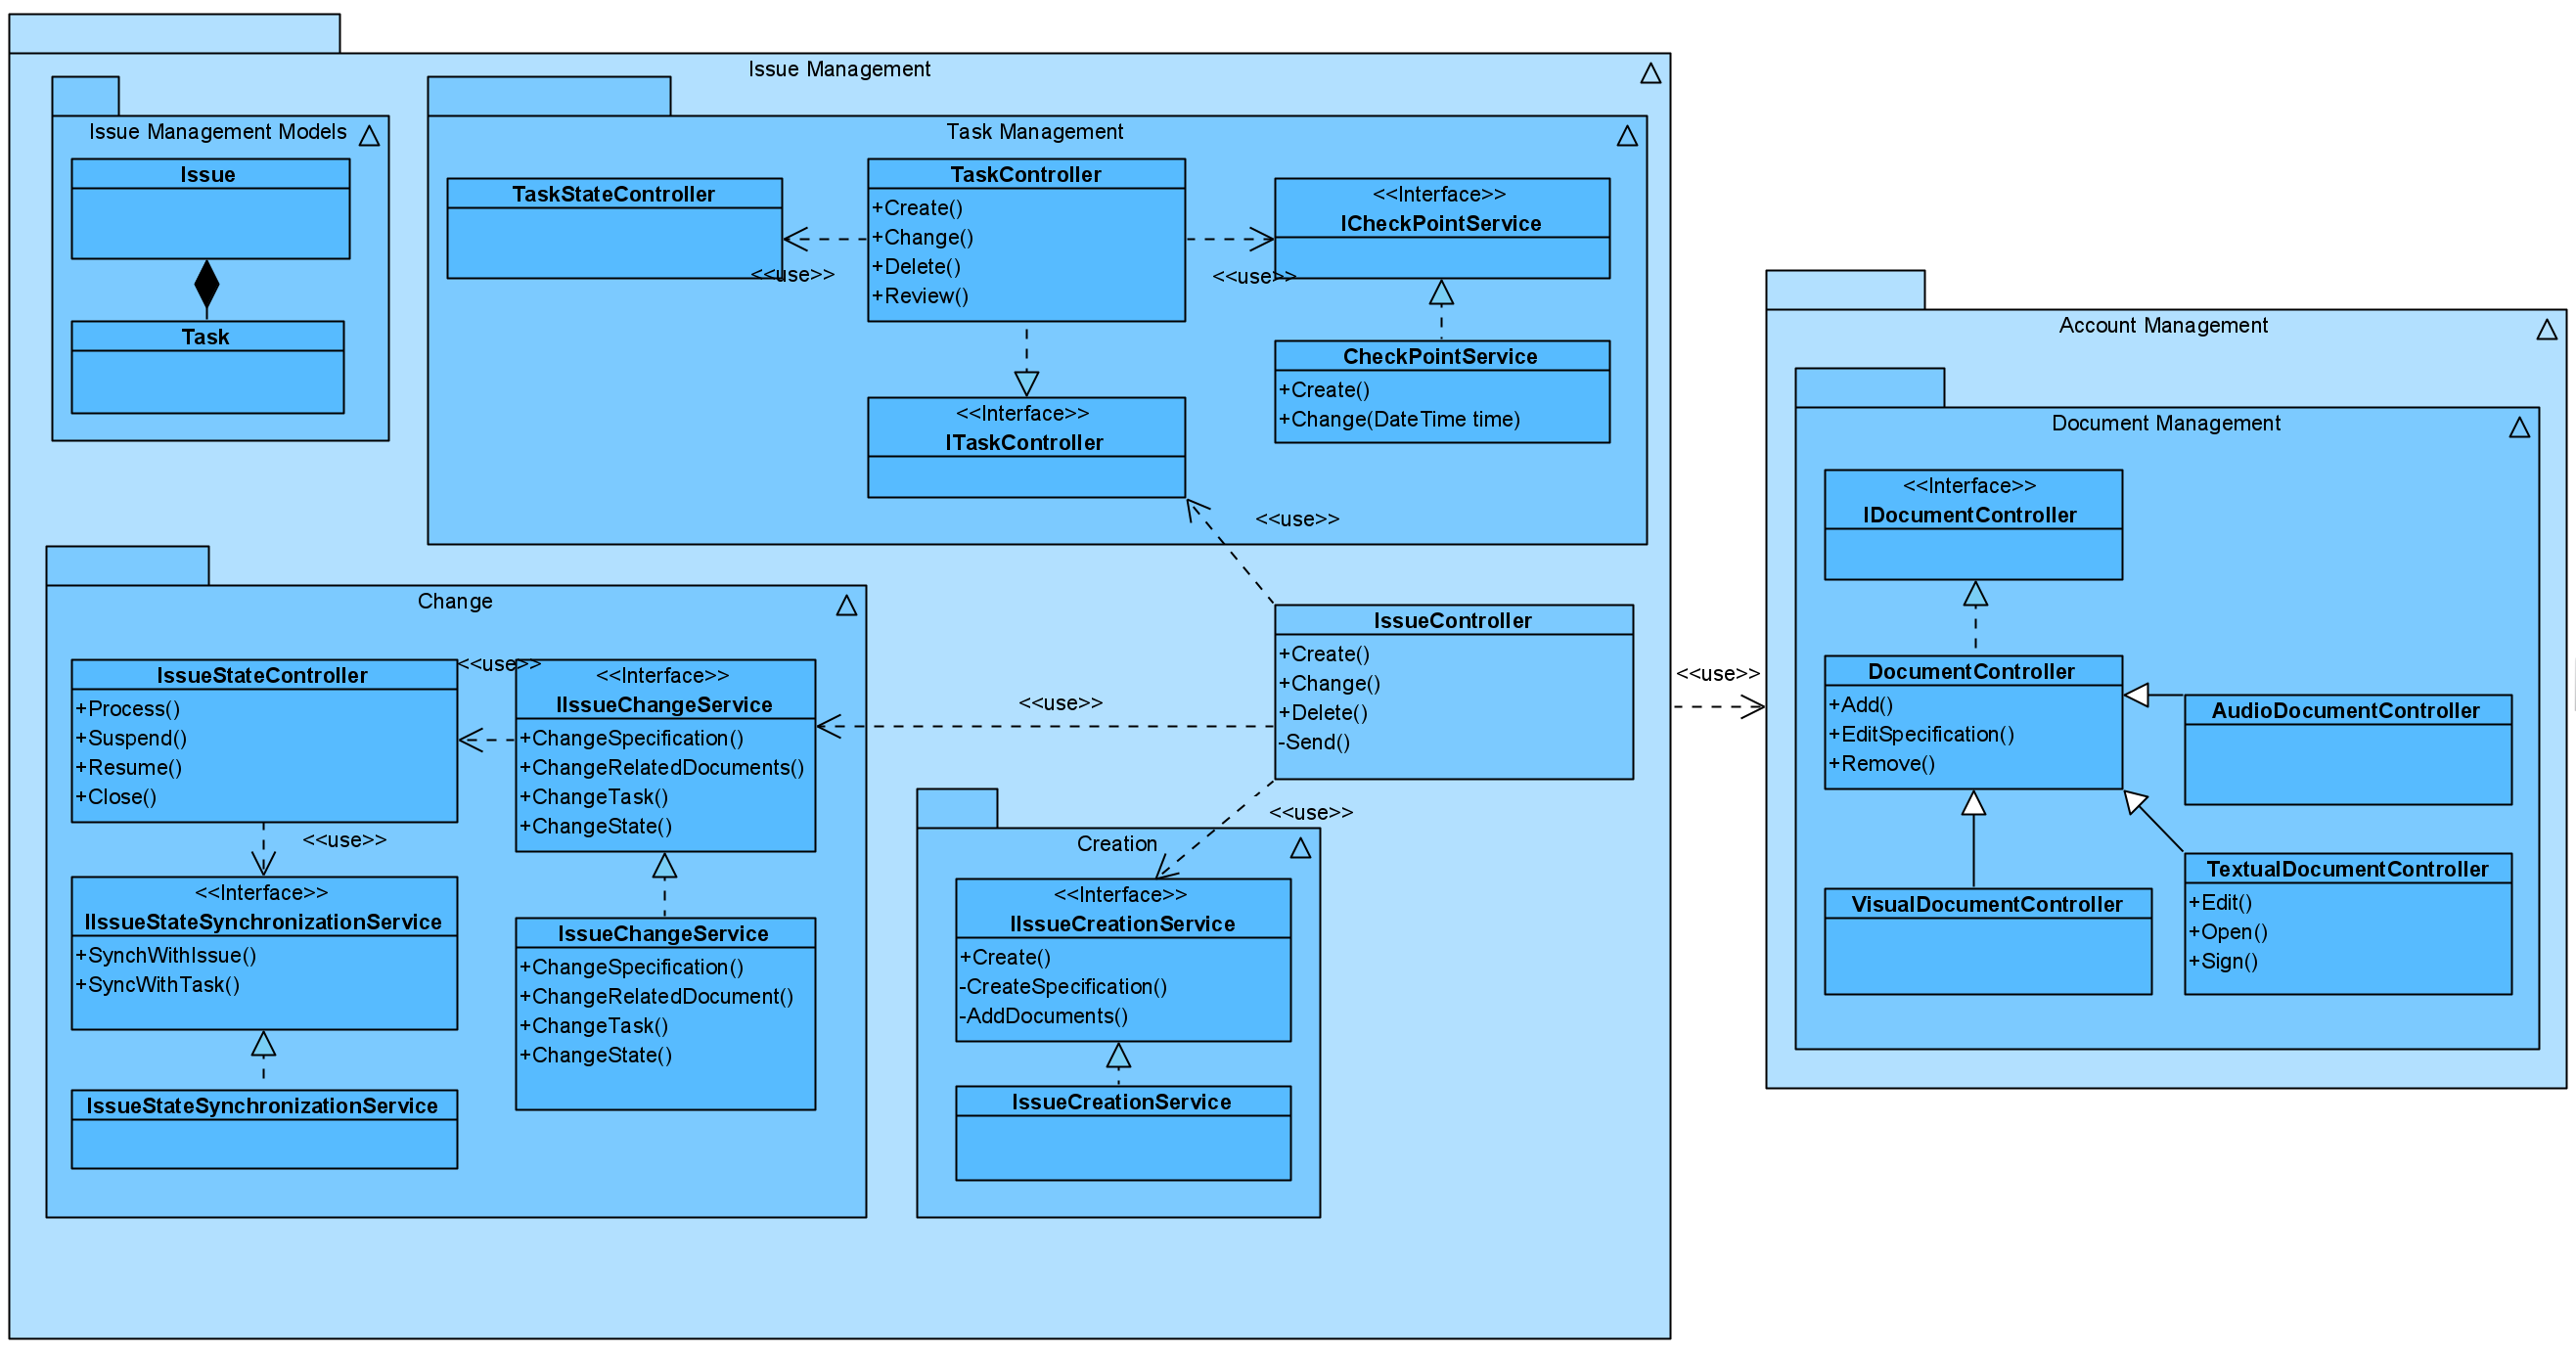 Issue Management
Issue Management Models
Issue
Task
Task Management
TaskStateController
<<use>>
TaskController
+Create()
+Change()
+Delete()
+Review()
<<use>>
<<Interface>>
ICheckPointService
CheckPointService
+Create()
+Change(DateTime time)
<<Interface>>
ITaskController
<<use>>
Change
IssueStateController
+Process()
+Suspend()
+Resume()
+Close()
<<use>>
<<Interface>>
IIssueChangeService
+ChangeSpecification()
+ChangeRelatedDocuments()
+ChangeTask()
+ChangeState()
<<use>>
<<Interface>>
IIssueStateSynchronizationService
+SynchWithIssue()
+SyncWithTask()
IssueStateSynchronizationService
IssueChangeService
+ChangeSpecification()
+ChangeRelatedDocument()
+ChangeTask()
+ChangeState()
<<use>>
IssueController
+Create()
+Change()
+Delete()
-Send()
<<use>>
Creation
<<Interface>>
IIssueCreationService
+Create()
-CreateSpecification()
-AddDocuments()
IssueCreationService
<<use>>
Account Management
Document Management
<<Interface>>
IDocumentController
DocumentController
+Add()
+EditSpecification()
+Remove()
AudioDocumentController
VisualDocumentController
TextualDocumentController
+Edit()
+Open()
+Sign()